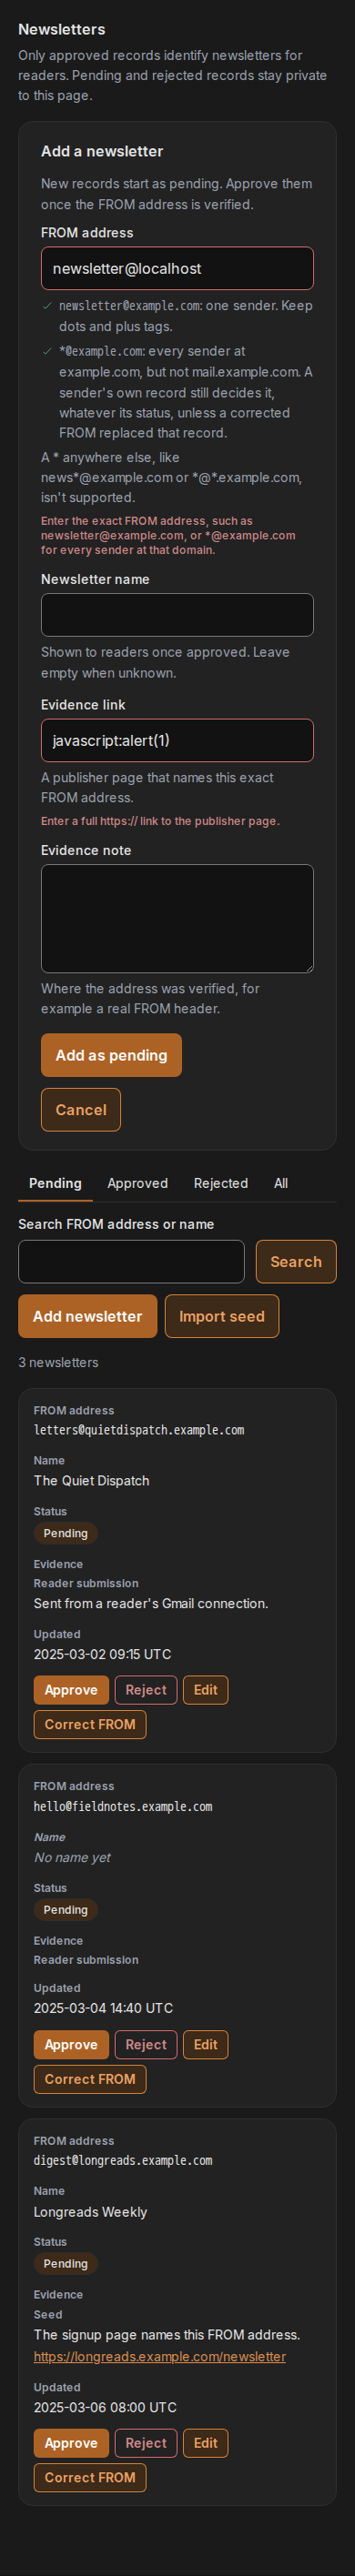 Newsletters
Only approved records identify newsletters for
readers. Pending and rejected records stay private
to this page.
Add a newsletter
New records start as pending. Approve them
once the FROM address is verified.
FROM address
newsletter@localhost
newsletter@example.com: one sender. Keep
dots and plus tags.
*@example.com: every sender at
example.com, but not mail.example.com. A
sender's own record still decides it,
whatever its status, unless a corrected
FROM replaced that record.
A * anywhere else, like
news*@example.com or *@*.example.com,
isn't supported.
Enter the exact FROM address, such as
newsletter@example.com, or *@example.com
for every sender at that domain.
Newsletter name
Shown to readers once approved. Leave
empty when unknown.
Evidence link
javascript:alert(1)
A publisher page that names this exact
FROM address.
Enter a full https:// link to the publisher page.
Evidence note
Where the address was verified, for
example a real FROM header.
Add as pending
Cancel
Pending Approved Rejected All
Search FROM address or name
Search
Add newsletter Import seed
3 newsletters
FROM address
letters@quietdispatch.example.com
Name
The Quiet Dispatch
Status
Pending
Evidence
Reader submission
Sent from a reader's Gmail connection.
Updated
2025-03-02 09:15 UTC
Approve Reject Edit
Correct FROM
FROM address
hello@fieldnotes.example.com
Name
No name yet
Status
Pending
Evidence
Reader submission
Updated
2025-03-04 14:40 UTC
Approve Reject Edit
Correct FROM
FROM address
digest@longreads.example.com
Name
Longreads Weekly
Status
Pending
Evidence
Seed
The signup page names this FROM address.
https://longreads.example.com/newsletter
Updated
2025-03-06 08:00 UTC
Approve Reject Edit
Correct FROM